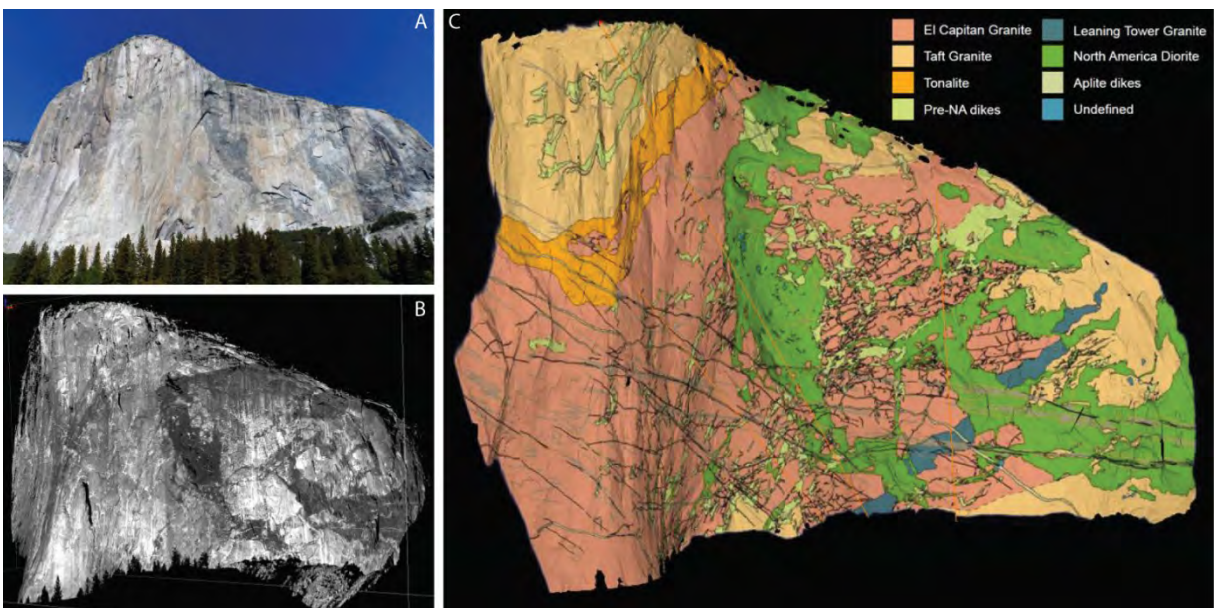 A
B
C
El Capitan Granite
Taft Granite
Tonalite
Pre-NA dikes
Leaning Tower Granite
North America Diorite
Aplite dikes
Undefined